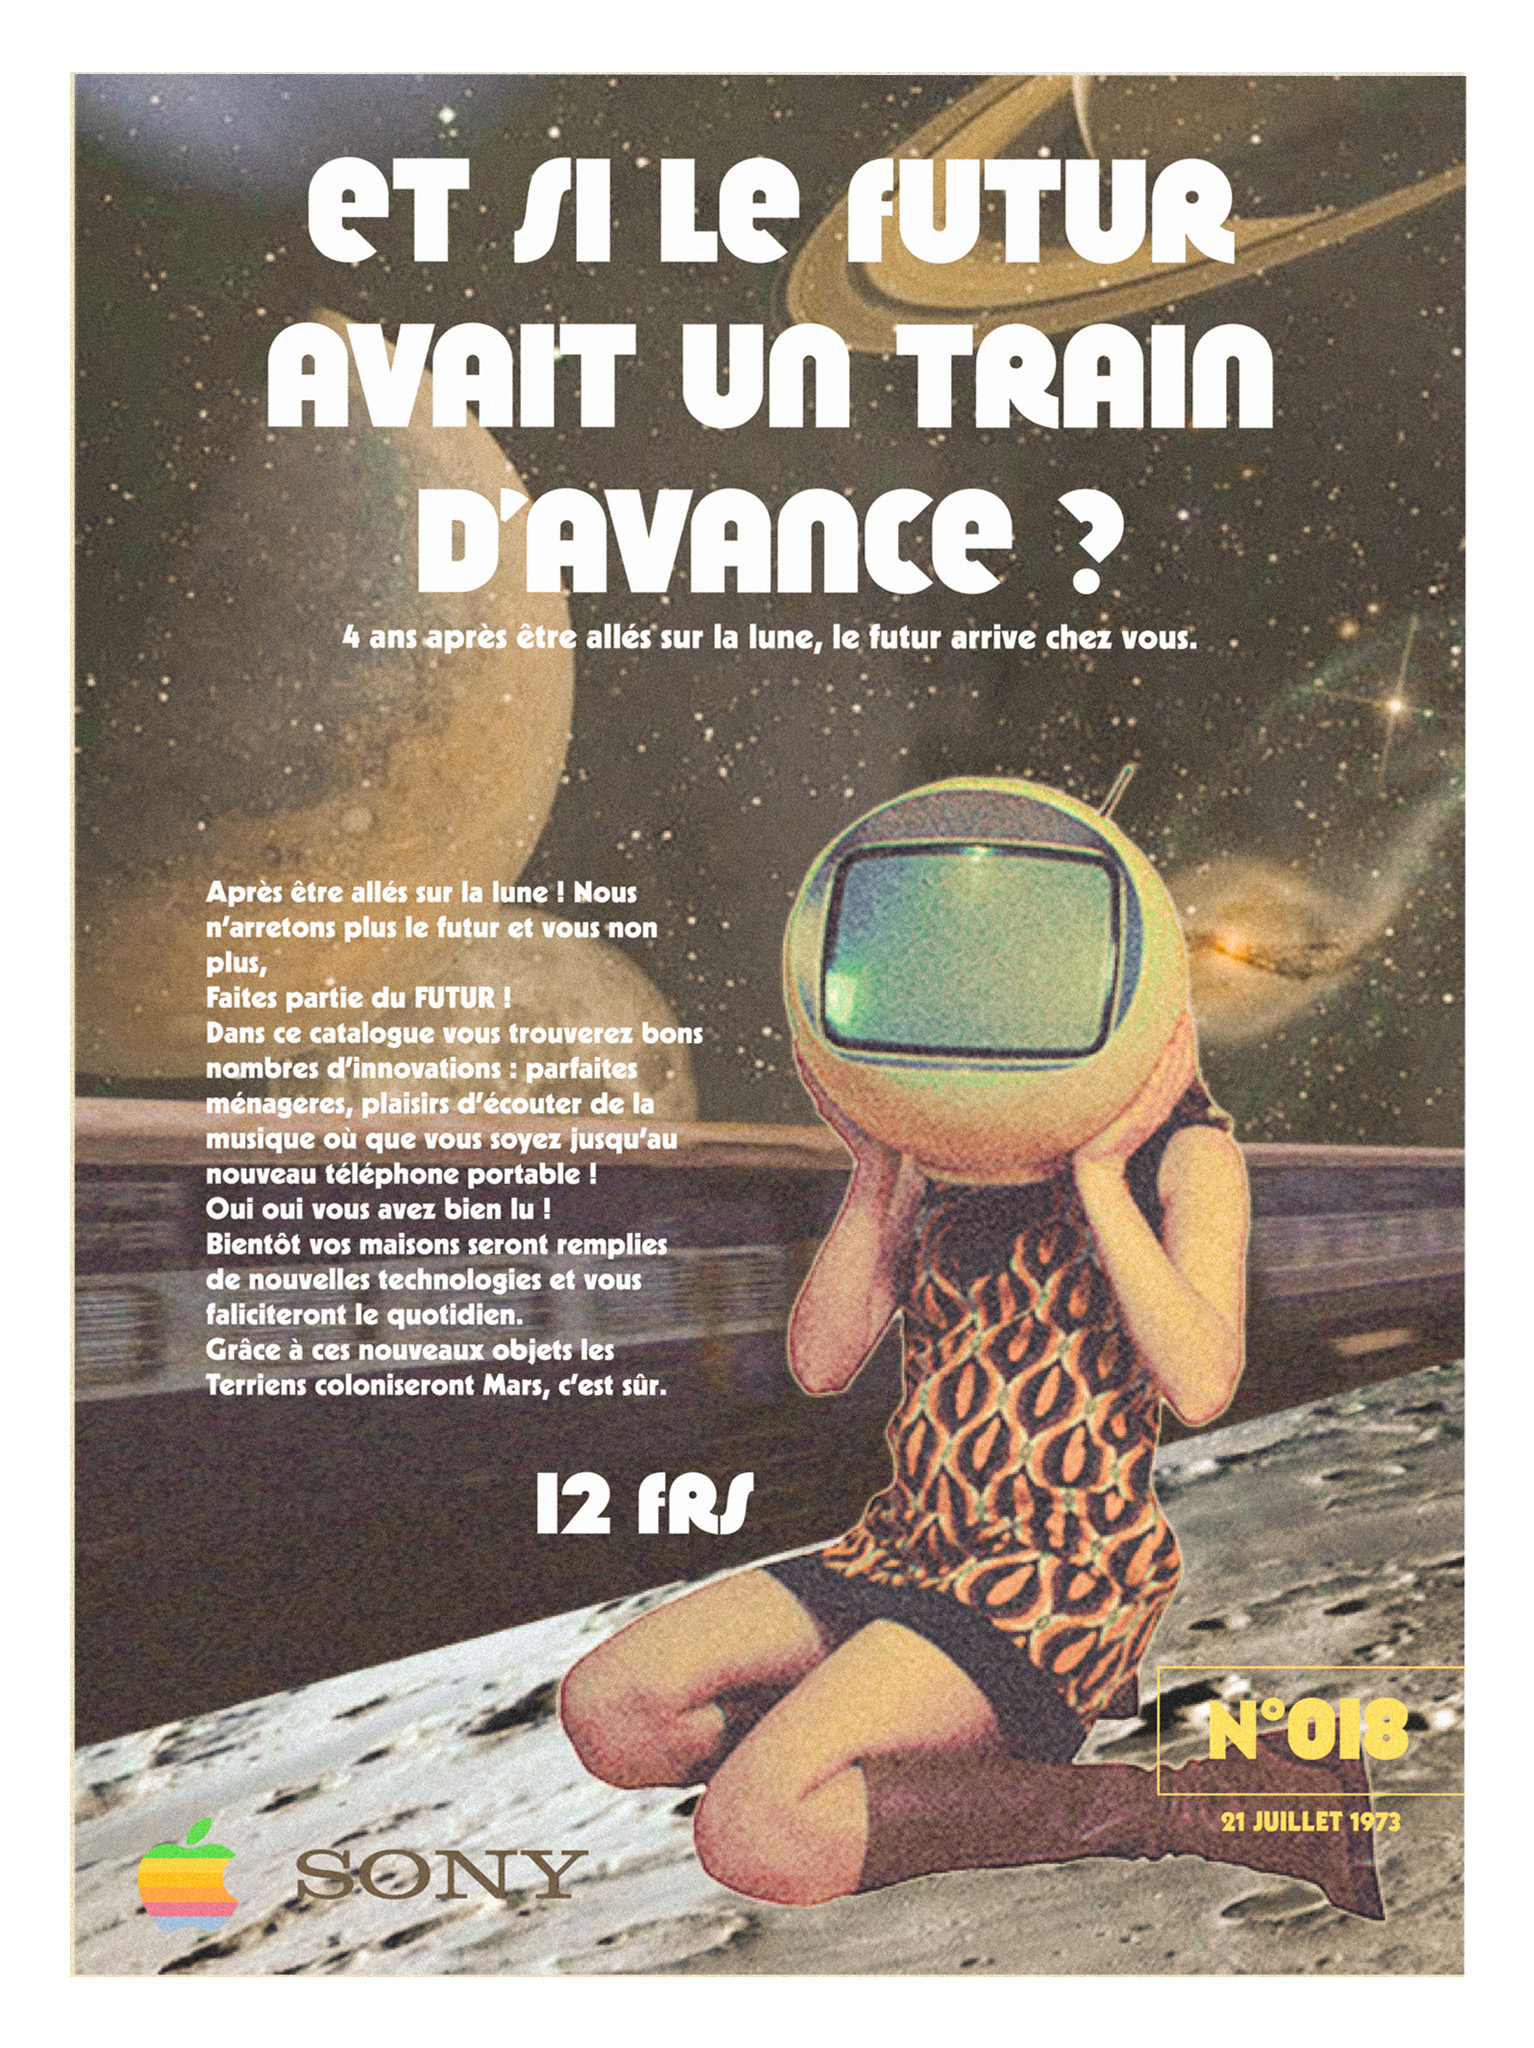 eT SI Le fUTUR
AVAIT Un TRAIn
D'AVAnCe ?
4 ans après être allés sur la lune, le futur arrive chez vous.
Après être allés sur la lune ! Nous
n'arretons plus le futur et vous non
plus,
Faites partie du FUTUR !
Dans ce catalogue vous trouverez bons
nombres d'innovations : parfaites
ménageres, plaisirs d'écouter de la
musique où que vous soyez jusqu'au
nouveau téléphone portable !
Oui oui vous avez bien lu !
Bientôt vos maisons seront remplies
de nouvelles technologies et vous
faliciteront le quotidien.
Grâce à ces nouveaux objets les
Terriens coloniseront Mars, c'est sûr.
12 fRS
N°018
21 JUILLET 1973
SONY